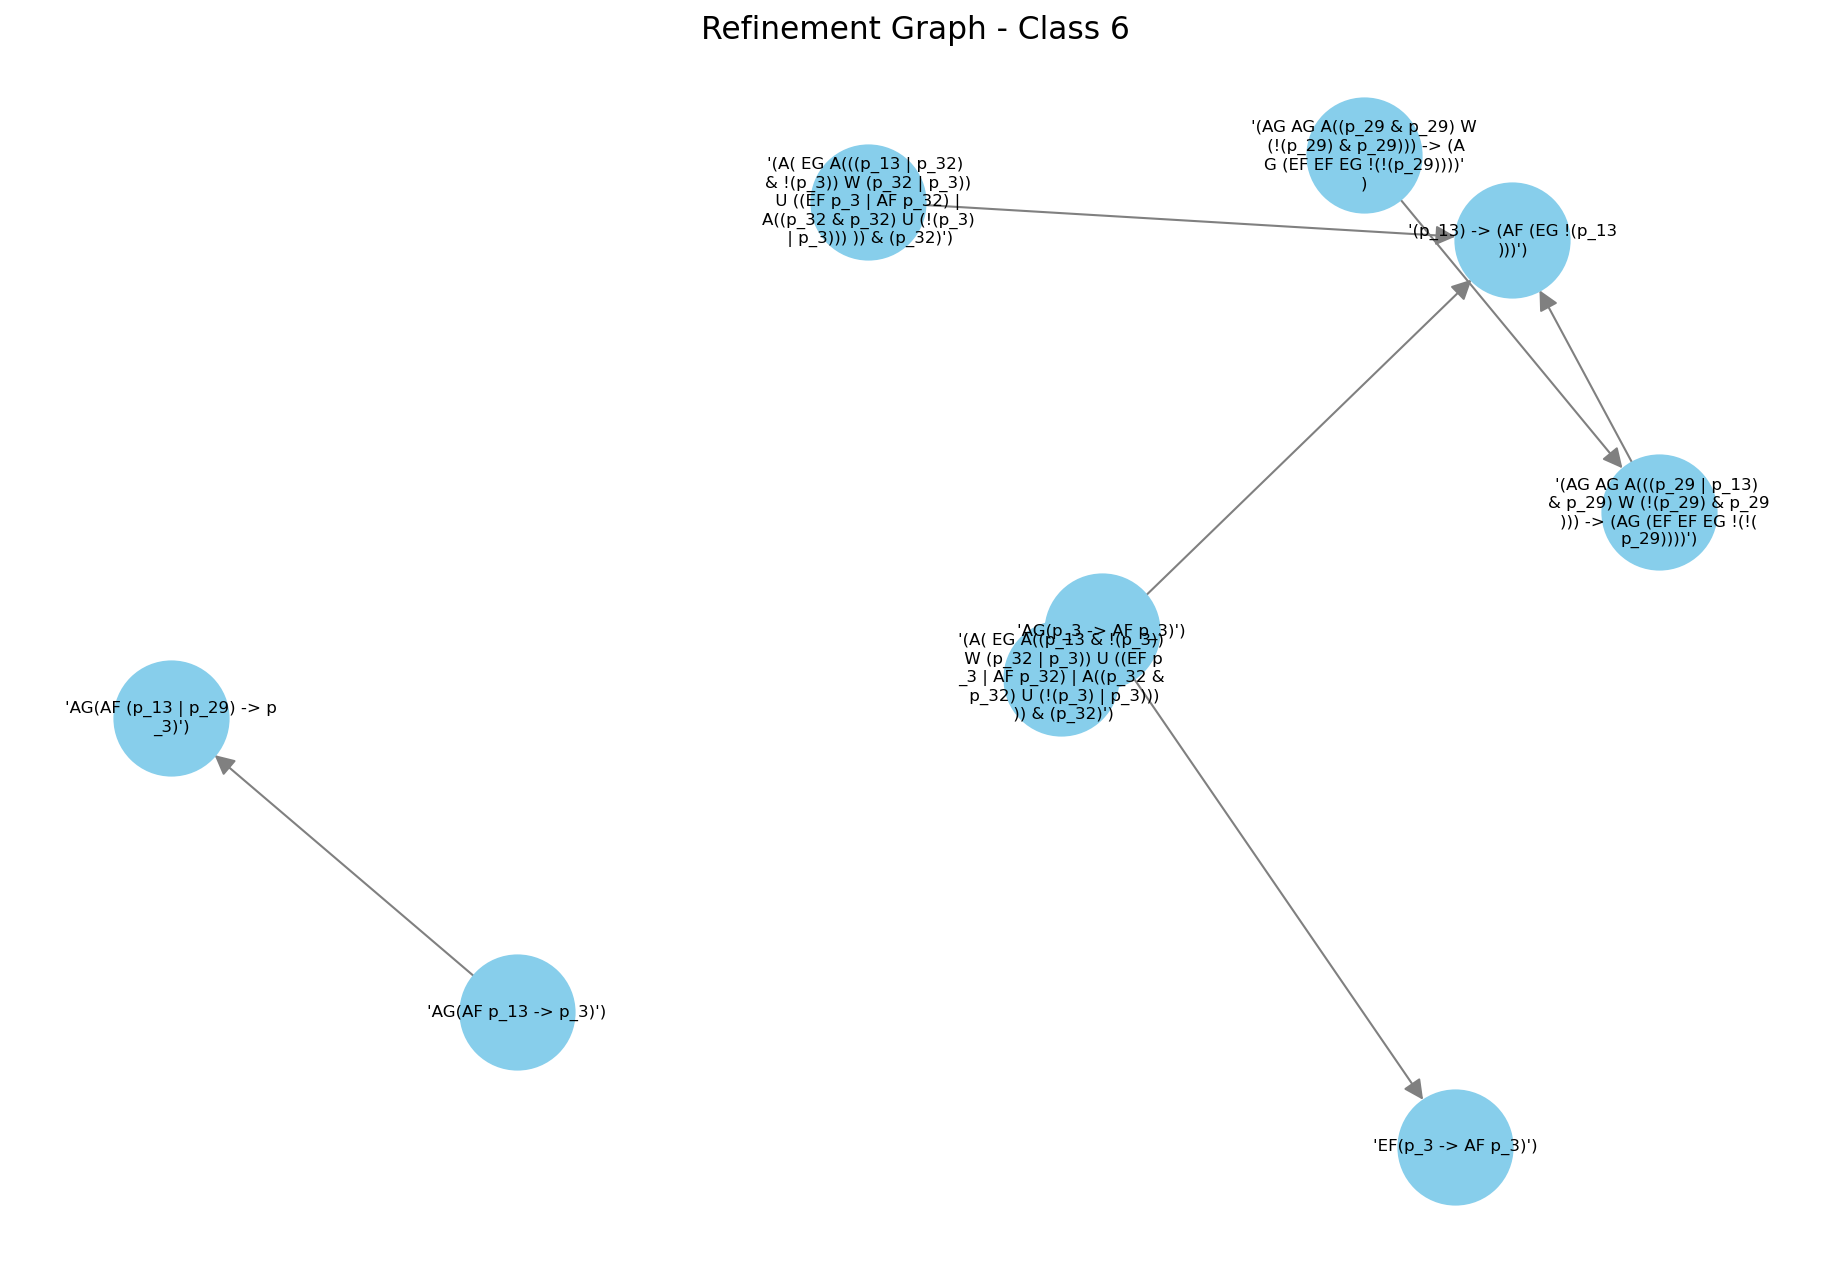 Refinement Graph - Class 6
'(AG AG A((p_29 & p_29) W
(!(p_29) & p_29))) -> (A
G (EF EF EG !(!(p_29))))'
)
'(A( EG A(((p_13 | p_32)
& !(p_3)) W (p_32 | p_3))
U ((EF p_3 | AF p_32) |
A((p_32 & p_32) U (!(p_3)
| p_3))) )) & (p_32)')
'(p_13) -> (AF (EG !(p_13
)))')
'(AG AG A(((p_29 | p_13)
& p_29) W (!(p_29) & p_29
))) -> (AG (EF EF EG !(!(
p_29))))')
'AG(p_3 -> AF p_3)')
'(A( EG A((p_13 & !(p_3))
W (p_32 | p_3)) U ((EF p
_3 | AF p_32) | A((p_32 &
p_32) U (!(p_3) | p_3)))
)) & (p_32)')
'AG(AF (p_13 | p_29) -> p
_3)')
'AG(AF p_13 -> p_3)')
'EF(p_3 -> AF p_3)')